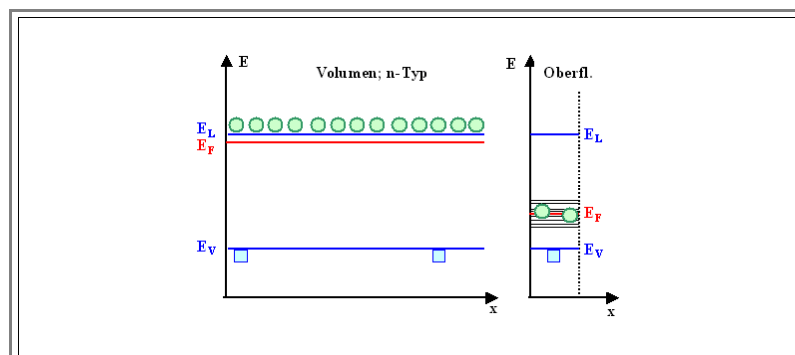 E
Volumen; n-Typ
E
Oberfl.
E_L
E_F
E_L
E_F
E_V
E_V
x
x